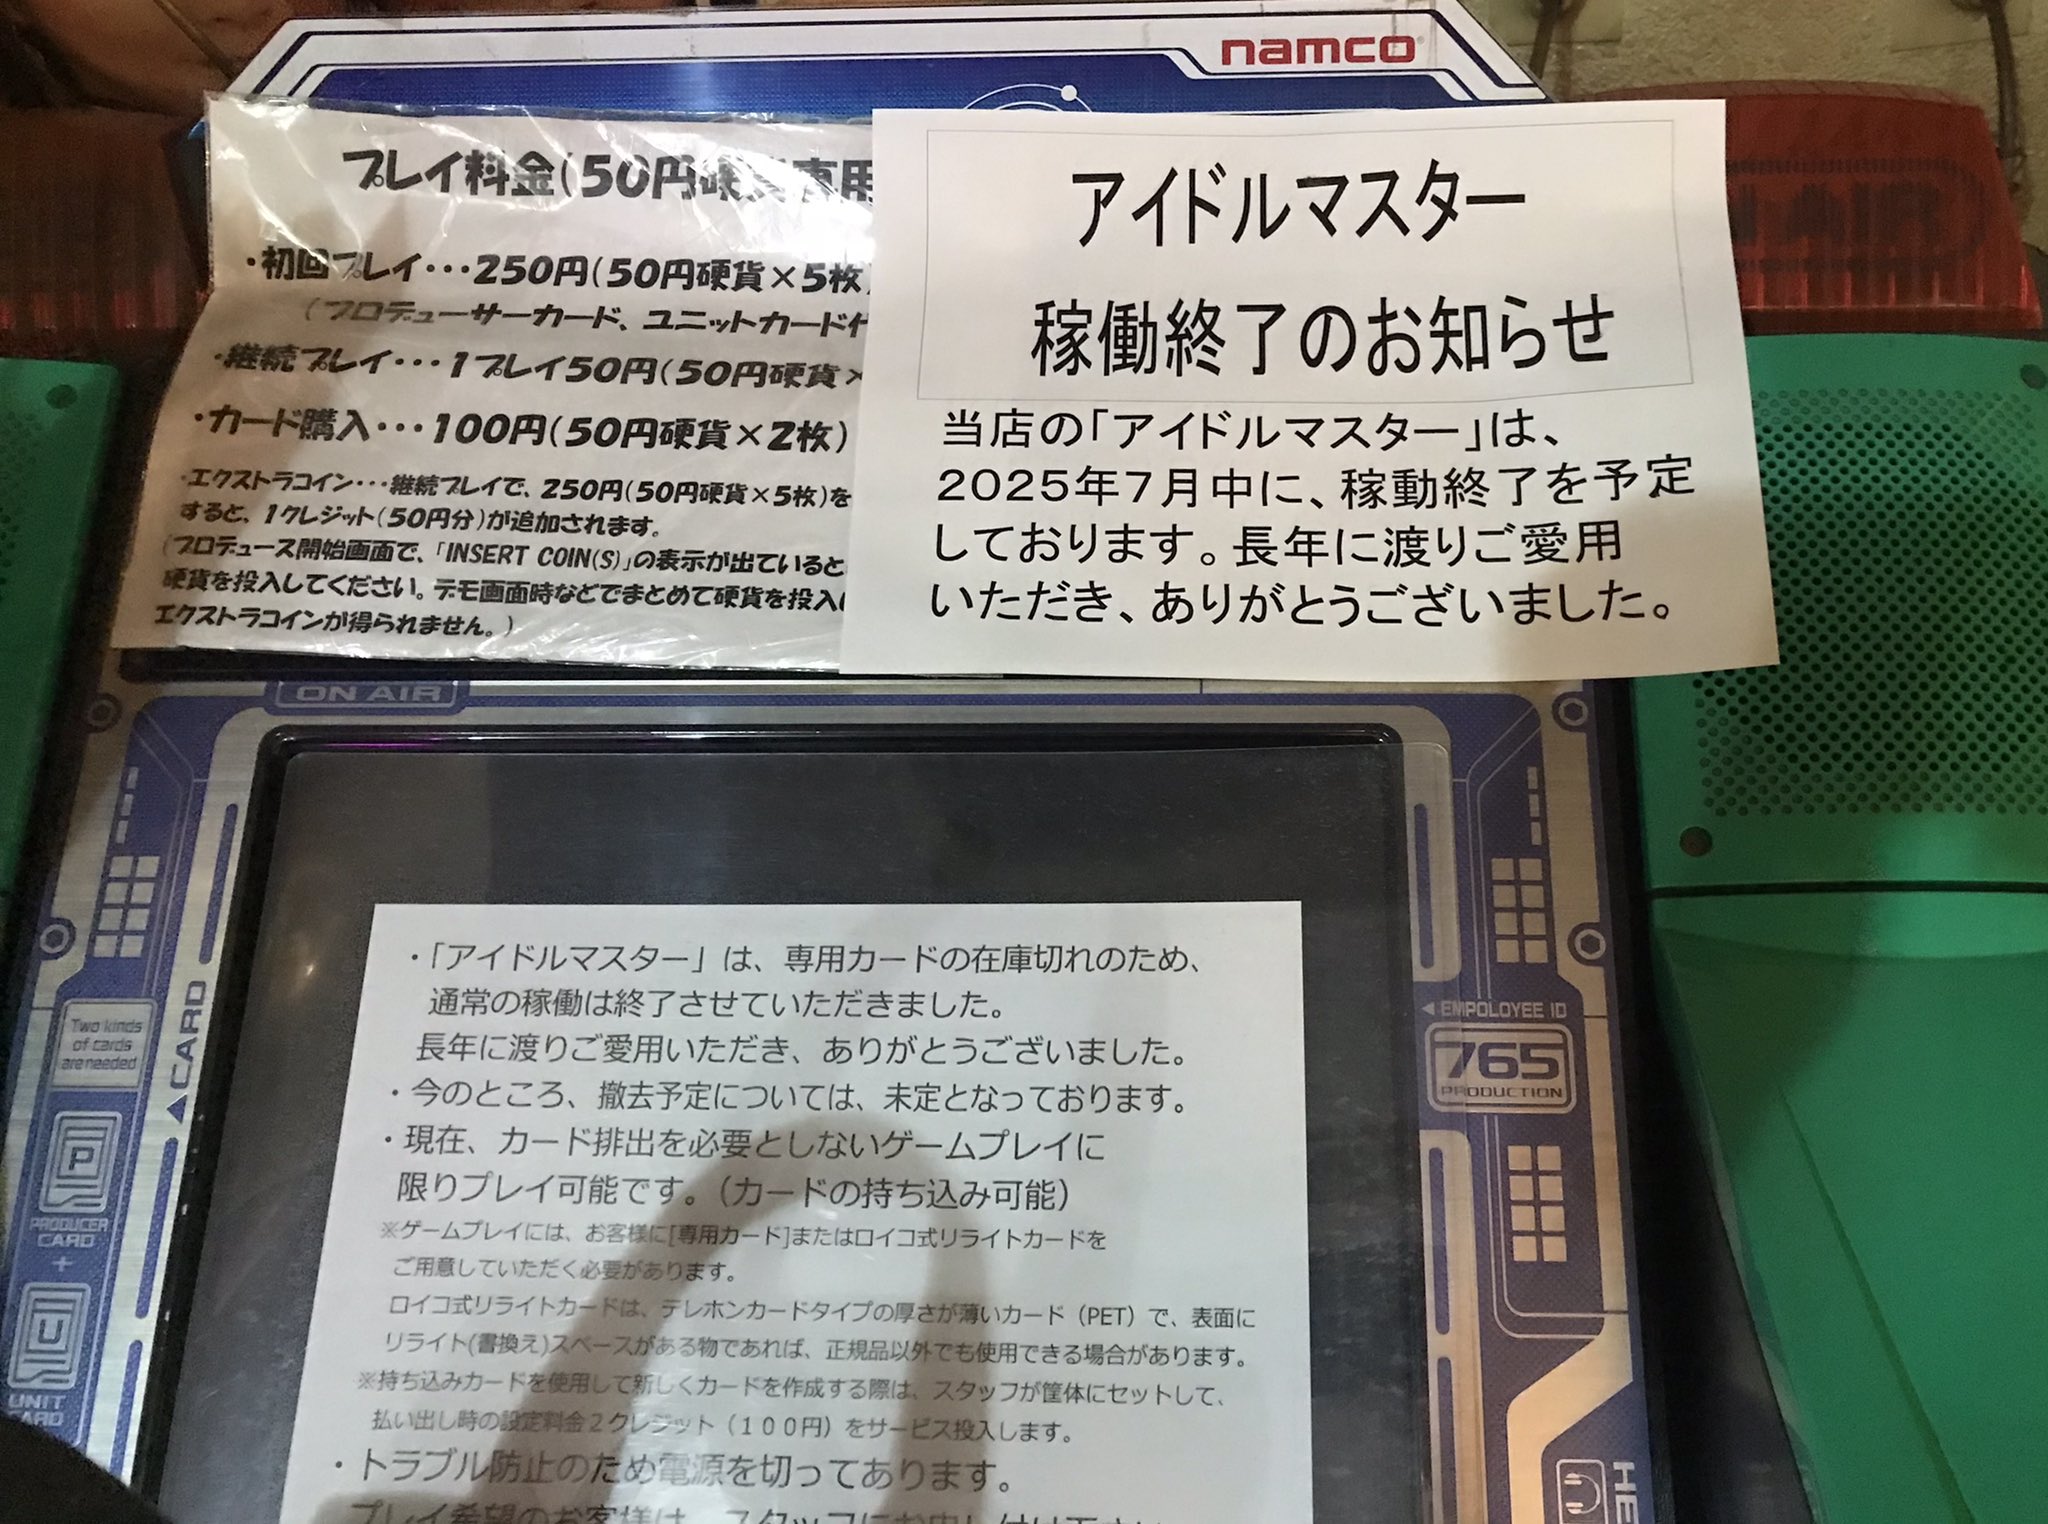 namco
プレイ料金(50円硬貨専用
・初回プレイ・・・250円(50円硬貨×5枚)
(プロデューサーカード、ユニットカード代
・継続プレイ・・・1プレイ50円(50円硬貨×
・カード購入・・・100円(50円硬貨×2枚)
・エクストラコイン・・・継続プレイで、250円(50円硬貨×5枚)を
すると、1クレジット(50円分)が追加されます。
(プロデュース開始画面で、「INSERT COIN(S)」の表示が出ていると
硬貨を投入してください。デモ画面時などでまとめて硬貨を投入し
エクストラコインが得られません。)
アイドルマスター
稼働終了のお知らせ
当店の「アイドルマスター」は、
2025年7月中に、稼動終了を予定
しております。長年に渡りご愛用
いただき、ありがとうございました。
ON AIR
・「アイドルマスター」は、専用カードの在庫切れのため、
通常の稼働は終了させていただきました。
長年に渡りご愛用いただき、ありがとうございました。
・今のところ、撤去予定については、未定となっております。
・現在、カード排出を必要としないゲームプレイに
限りプレイ可能です。(カードの持ち込み可能)
※ゲームプレイには、お客様に[専用カード]またはロイコ式リライトカードを
ご用意していただく必要があります。
ロイコ式リライトカードは、テレホンカードタイプの厚さが薄いカード(PET)で、表面に
リライト(書換え)スペースがある物であれば、正規品以外でも使用できる場合があります。
※持ち込みカードを使用して新しくカードを作成する際は、スタッフが筐体にセットして、
払い出し時の設定料金2クレジット(100円)をサービス投入します。
・トラブル防止のため電源を切ってあります。
プレイ希望のお客様は、スタッフにお申し付け下さい
▲CARD
Two kinds
of cards
are needed
P
PRODUCER
CARD
+
U
UNIT
CARD
◀ EMPOLOYEE ID
765
PRODUCTION
HE